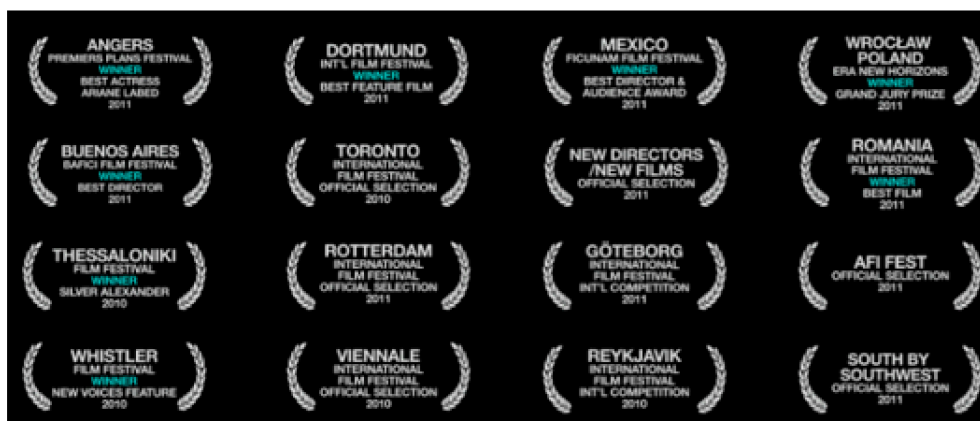 ANGERS
PREMIERS PLANS FESTIVAL
WINNER
BEST ACTRESS
ARIANE LABED
2011
DORTMUND
INT'L FILM FESTIVAL
WINNER
BEST FEATURE FILM
2011
MEXICO
FICUNAM FILM FESTIVAL
WINNER
BEST DIRECTOR &
AUDIENCE AWARD
2011
WROCŁAW
POLAND
ERA NEW HORIZONS
WINNER
GRAND JURY PRIZE
2011
BUENOS AIRES
BAFICI FILM FESTIVAL
WINNER
BEST DIRECTOR
2011
TORONTO
INTERNATIONAL
FILM FESTIVAL
OFFICIAL SELECTION
2010
NEW DIRECTORS
/NEW FILMS
OFFICIAL SELECTION
2011
ROMANIA
INTERNATIONAL
FILM FESTIVAL
WINNER
BEST FILM
2011
THESSALONIKI
FILM FESTIVAL
WINNER
SILVER ALEXANDER
2010
ROTTERDAM
INTERNATIONAL
FILM FESTIVAL
OFFICIAL SELECTION
2011
GÖTEBORG
INTERNATIONAL
FILM FESTIVAL
INT'L COMPETITION
2011
AFI FEST
OFFICIAL SELECTION
2011
WHISTLER
FILM FESTIVAL
WINNER
NEW VOICES FEATURE
2010
VIENNALE
INTERNATIONAL
FILM FESTIVAL
OFFICIAL SELECTION
2010
REYKJAVIK
INTERNATIONAL
FILM FESTIVAL
INT'L COMPETITION
2010
SOUTH BY
SOUTHWEST
OFFICIAL SELECTION
2011